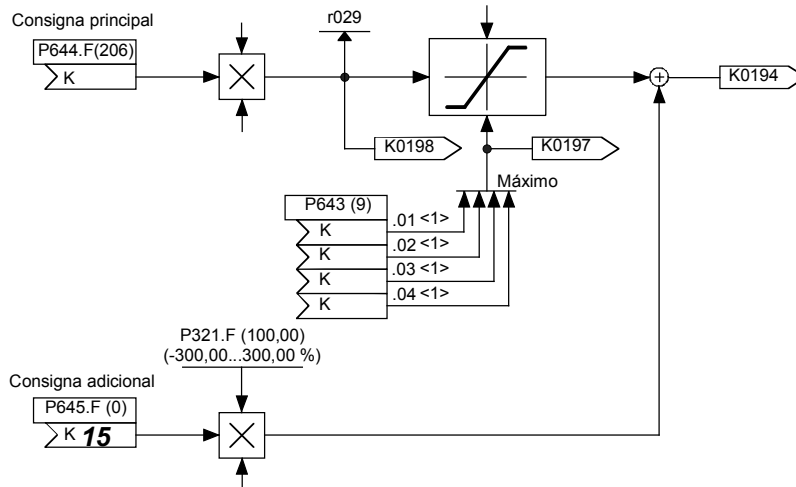 Consigna principal
r029
P644.F(206)
K
K0194
K0198
K0197
Máximo
P643 (9)
.01 <1>
K
.02 <1>
K
.03 <1>
K
.04 <1>
K
P321.F (100,00)
(-300,00...300,00 %)
Consigna adicional
P645.F (0)
K 15